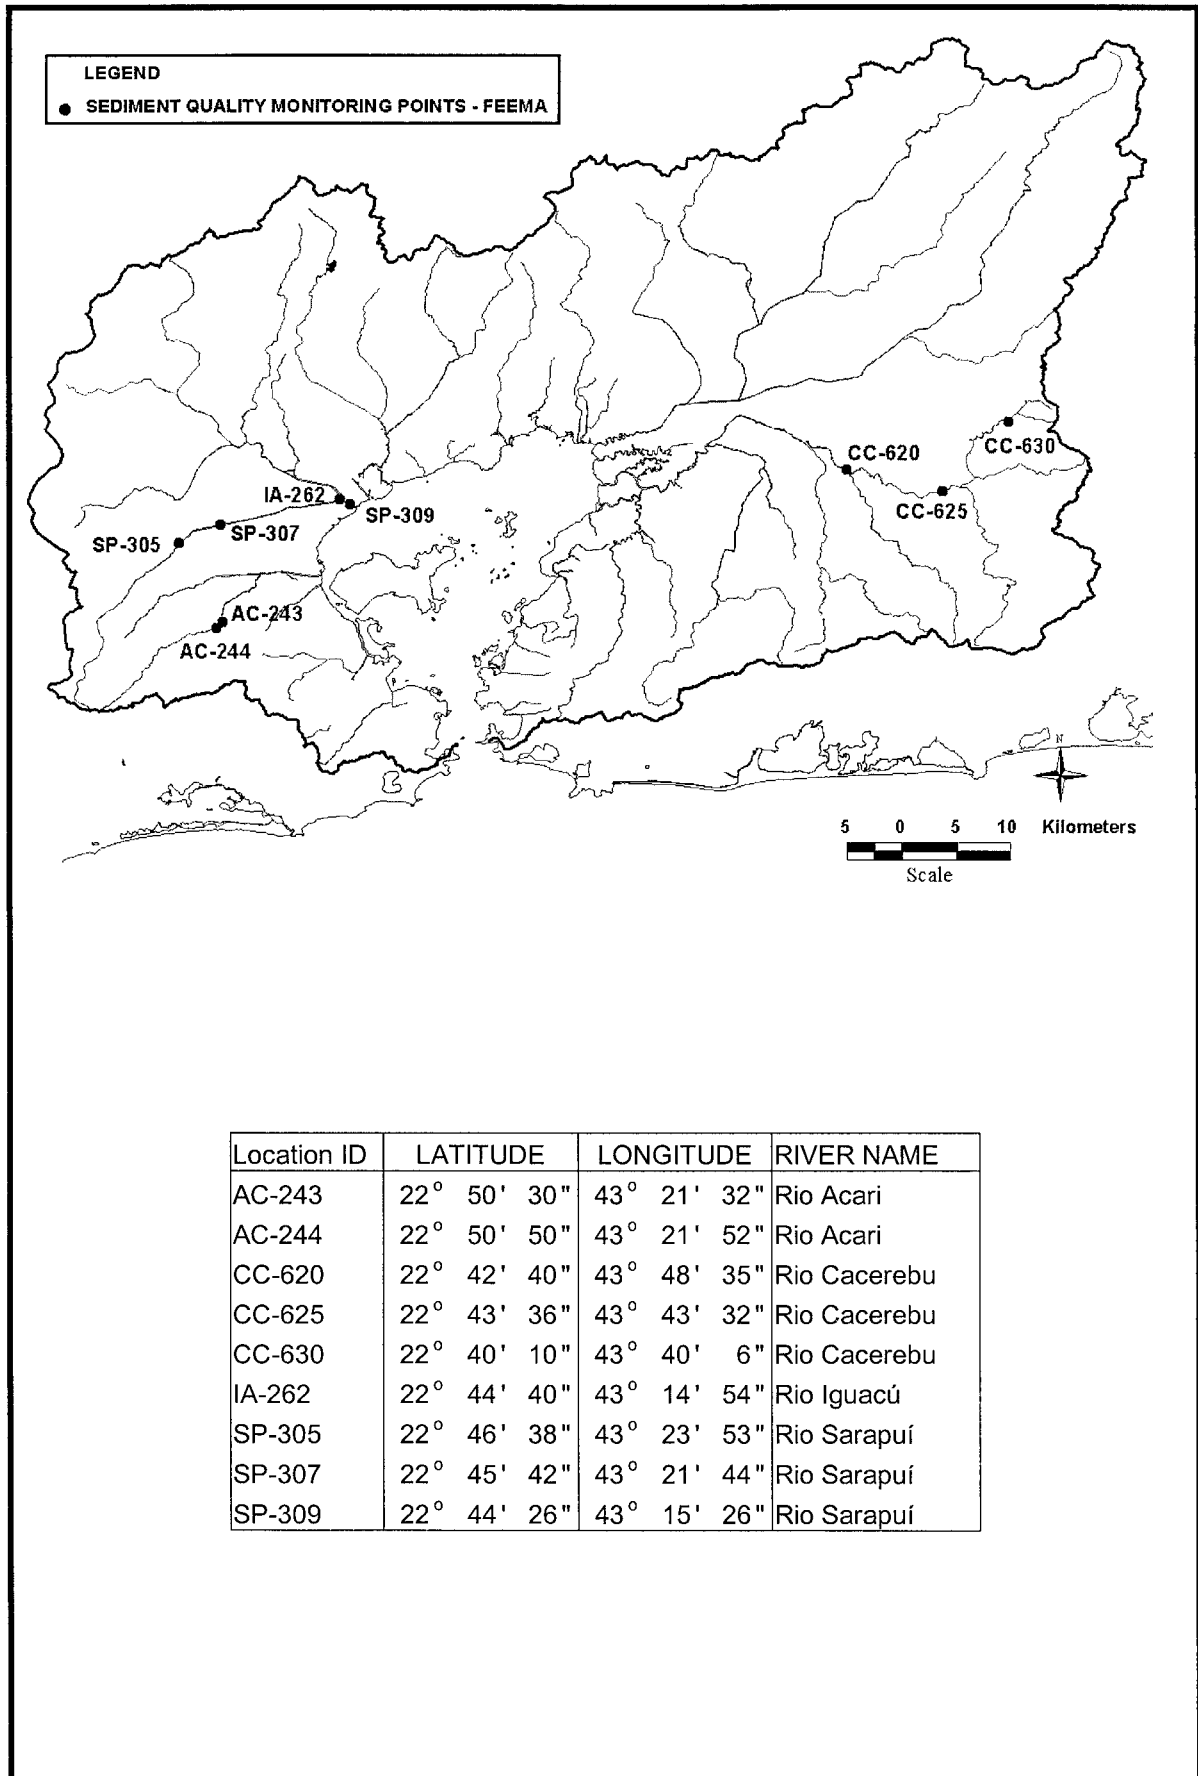 LEGEND
SEDIMENT QUALITY MONITORING POINTS - FEEMA
CC-630
CC-620
CC-625
IA-262
SP-309
SP-307
SP-305
AC-243
AC-244
N
5 0 5 10 Kilometers
Scale
Location ID LATITUDE LONGITUDE RIVER NAME
AC-243 22° 50' 30" 43° 21' 32" Rio Acari
AC-244 22° 50' 50" 43° 21' 52" Rio Acari
CC-620 22° 42' 40" 43° 48' 35" Rio Cacerebu
CC-625 22° 43' 36" 43° 43' 32" Rio Cacerebu
CC-630 22° 40' 10" 43° 40' 6" Rio Cacerebu
IA-262 22° 44' 40" 43° 14' 54" Rio Iguacú
SP-305 22° 46' 38" 43° 23' 53" Rio Sarapuí
SP-307 22° 45' 42" 43° 21' 44" Rio Sarapuí
SP-309 22° 44' 26" 43° 15' 26" Rio Sarapuí